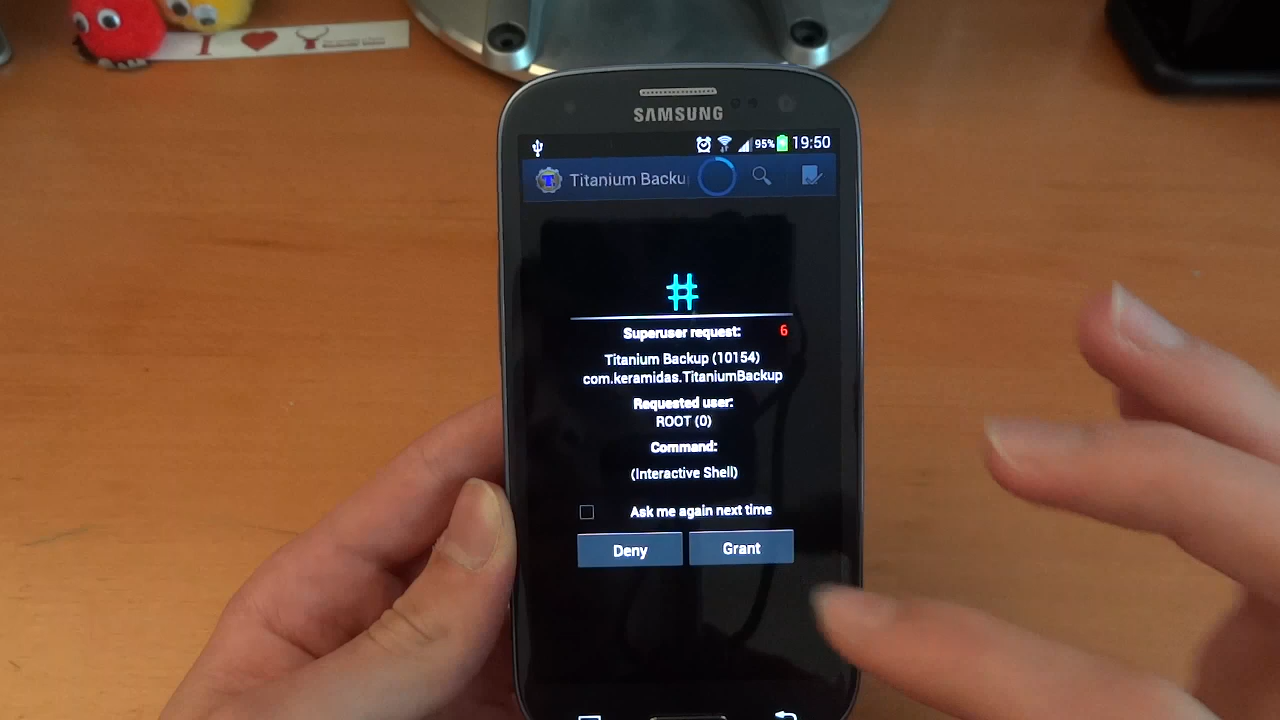 I
SAMSUNG
95% 19:50
Titanium Backu
#
Superuser request: 6
Titanium Backup (10154)
com.keramidas.TitaniumBackup
Requested user:
ROOT (0)
Command:
(Interactive Shell)
Ask me again next time
Deny Grant